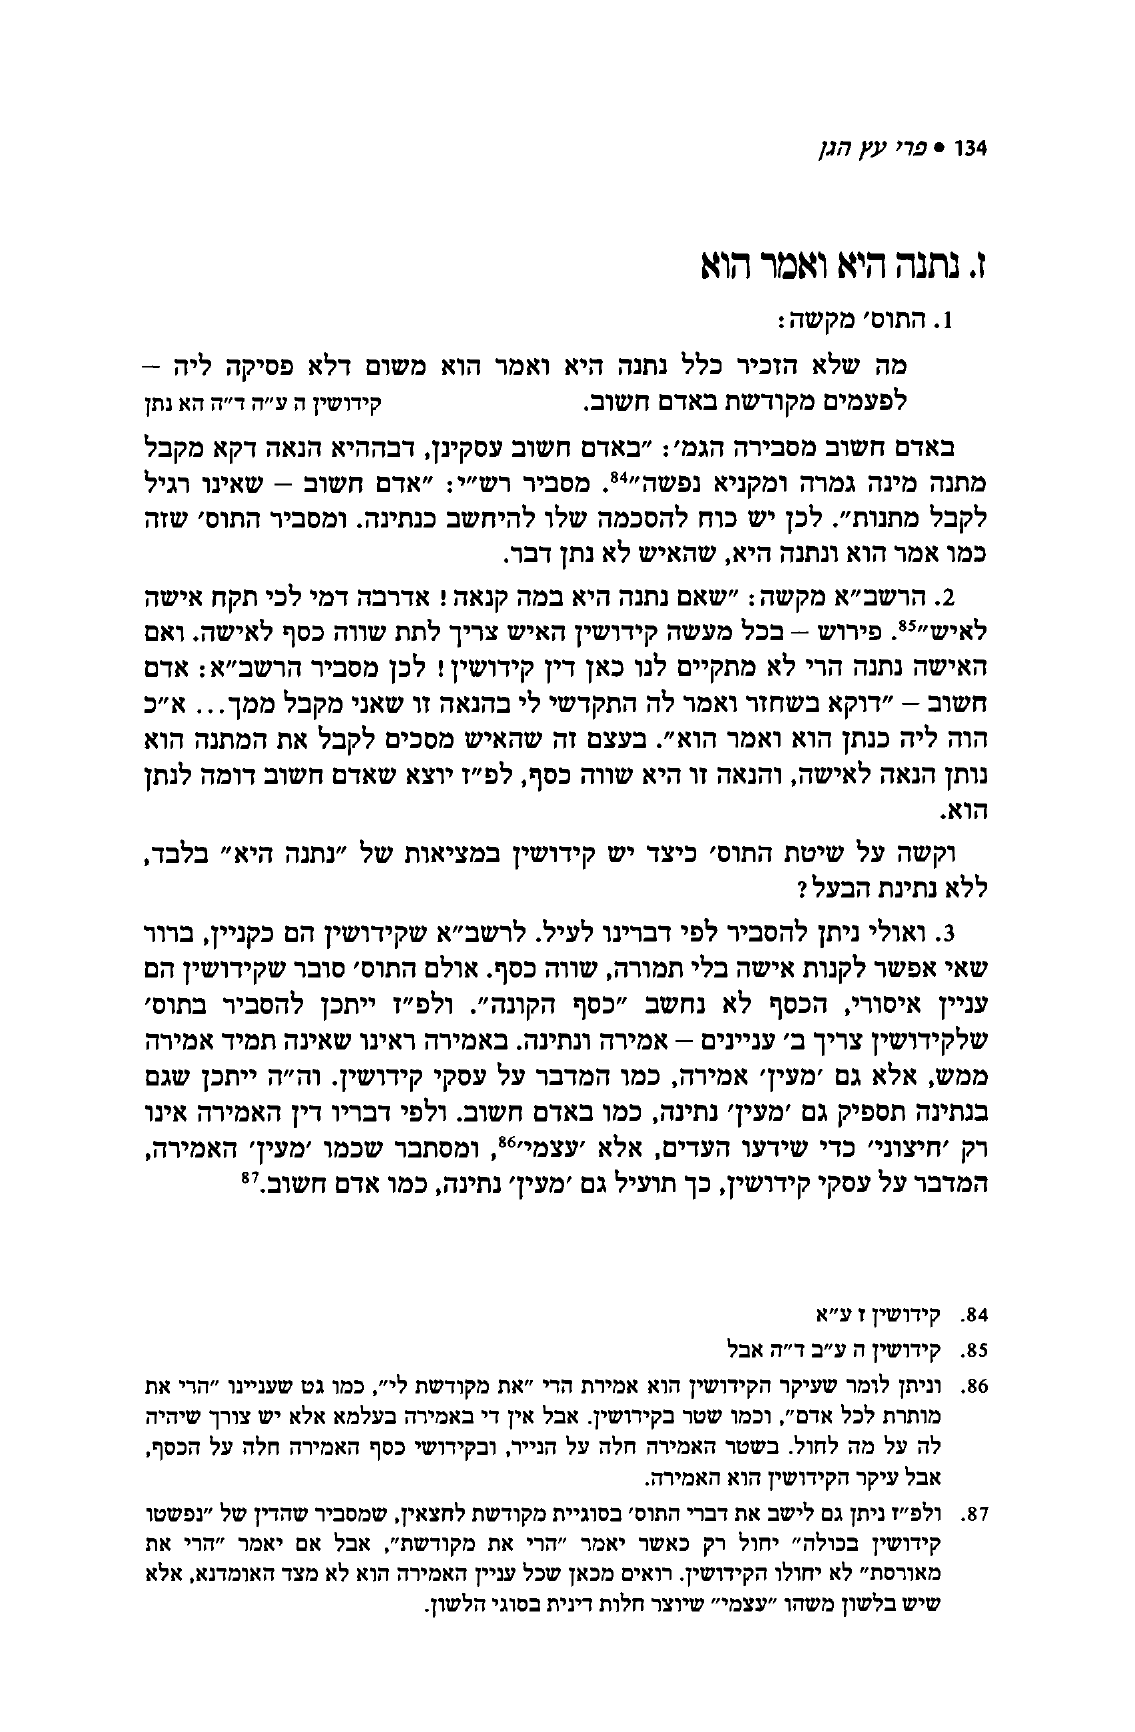 134 • פרי עץ הגן
ז. נתנה היא ואמר הוא
1. התוס' מקשה:
מה שלא הזכיר כלל נתנה היא ואמר הוא משום דלא פסיקה ליה –
לפעמים מקודשת באדם חשוב. קידושין ה ע"ה ד"ה הא נתן
באדם חשוב מסבירה הגמ': "באדם חשוב עסקינן, דבההיא הנאה דקא מקבל
מתנה מינה גמרה ומקניא נפשה"84. מסביר רש"י: "אדם חשוב – שאינו רגיל
לקבל מתנות". לכן יש כוח להסכמה שלו להיחשב כנתינה. ומסביר התוס' שזה
כמו אמר הוא ונתנה היא, שהאיש לא נתן דבר.
2. הרשב"א מקשה: "שאם נתנה היא במה קנאה! אדרבה דמי לכי תקח אישה
לאיש"85. פירוש – בכל מעשה קידושין האיש צריך לתת שווה כסף לאישה. ואם
האישה נתנה הרי לא מתקיים לנו כאן דין קידושין! לכן מסביר הרשב"א: אדם
חשוב – "דוקא בשחזר ואמר לה התקדשי לי בהנאה זו שאני מקבל ממך... א"כ
הוה ליה כנתן הוא ואמר הוא". בעצם זה שהאיש מסכים לקבל את המתנה הוא
נותן הנאה לאישה, והנאה זו היא שווה כסף, לפ"ז יוצא שאדם חשוב דומה לנתן
הוא.
וקשה על שיטת התוס' כיצד יש קידושין במציאות של "נתנה היא" בלבד,
ללא נתינת הבעל?
3. ואולי ניתן להסביר לפי דברינו לעיל. לרשב"א שקידושין הם כקניין, ברור
שאי אפשר לקנות אישה בלי תמורה, שווה כסף. אולם התוס' סובר שקידושין הם
עניין איסורי, הכסף לא נחשב "כסף הקונה". ולפ"ז ייתכן להסביר בתוס'
שלקידושין צריך ב' עניינים – אמירה ונתינה. באמירה ראינו שאינה תמיד אמירה
ממש, אלא גם 'מעין' אמירה, כמו המדבר על עסקי קידושין. וה"ה ייתכן שגם
בנתינה תספיק גם 'מעין' נתינה, כמו באדם חשוב. ולפי דבריו דין האמירה אינו
רק 'חיצוני' כדי שידעו העדים, אלא 'עצמי'86, ומסתבר שכמו 'מעין' האמירה,
המדבר על עסקי קידושין, כך תועיל גם 'מעין' נתינה, כמו אדם חשוב.87
84. קידושין ז ע"א
85. קידושין ה ע"ב ד"ה אבל
86. וניתן לומר שעיקר הקידושין הוא אמירת הרי "את מקודשת לי", כמו גט שעניינו "הרי את
מותרת לכל אדם", וכמו שטר בקידושין. אבל אין די באמירה בעלמא אלא יש צורך שיהיה
לה על מה לחול. בשטר האמירה חלה על הנייר, ובקידושי כסף האמירה חלה על הכסף,
אבל עיקר הקידושין הוא האמירה.
87. ולפ"ז ניתן גם לישב את דברי התוס' בסוגיית מקודשת לחצאין, שמסביר שהדין של "נפשטו
קידושין בכולה" יחול רק כאשר יאמר "הרי את מקודשת", אבל אם יאמר "הרי את
מאורסת" לא יחולו הקידושין. רואים מכאן שכל עניין האמירה הוא לא מצד האומדנא, אלא
שיש בלשון משהו "עצמי" שיוצר חלות דינית בסוגי הלשון.